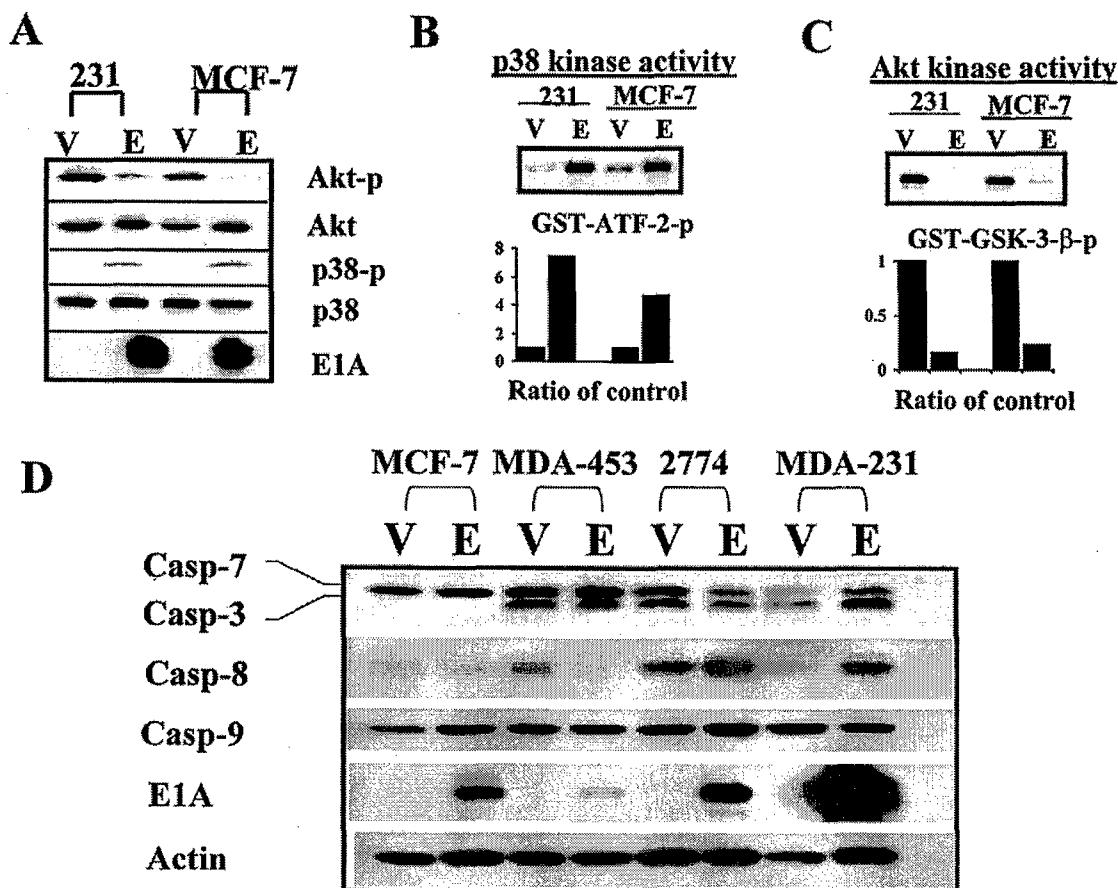 A
231 MCF-7
V E V E
Akt-p
Akt
p38-p
p38
E1A
B
p38 kinase activity
231 MCF-7
V E V E
GST-ATF-2-p
8
6
4
2
0
Ratio of control
C
Akt kinase activity
231 MCF-7
V E V E
GST-GSK-3-β-p
1
0.5
0
Ratio of control
D
MCF-7 MDA-453 2774 MDA-231
V E V E V E V E
Casp-7
Casp-3
Casp-8
Casp-9
E1A
Actin